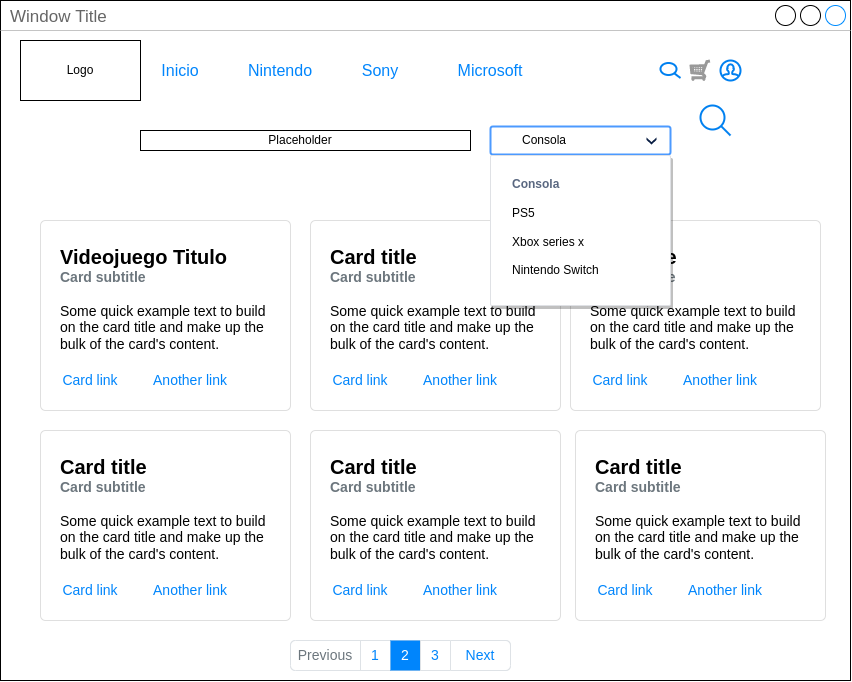 Window Title
Logo
Inicio
Nintendo
Sony
Microsoft
Placeholder
Consola
Consola
PS5
Xbox series x
Nintendo Switch
Videojuego Titulo
Card subtitle
Some quick example text to build
on the card title and make up the
bulk of the card's content.
Card link
Another link
Card title
Card subtitle
Some quick example text to build
on the card title and make up the
bulk of the card's content.
Card link
Another link
Some quick example text to build
on the card title and make up the
bulk of the card's content.
Card link
Another link
Card title
Card subtitle
Some quick example text to build
on the card title and make up the
bulk of the card's content.
Card link
Another link
Card title
Card subtitle
Some quick example text to build
on the card title and make up the
bulk of the card's content.
Card link
Another link
Card title
Card subtitle
Some quick example text to build
on the card title and make up the
bulk of the card's content.
Card link
Another link
Previous
1
2
3
Next